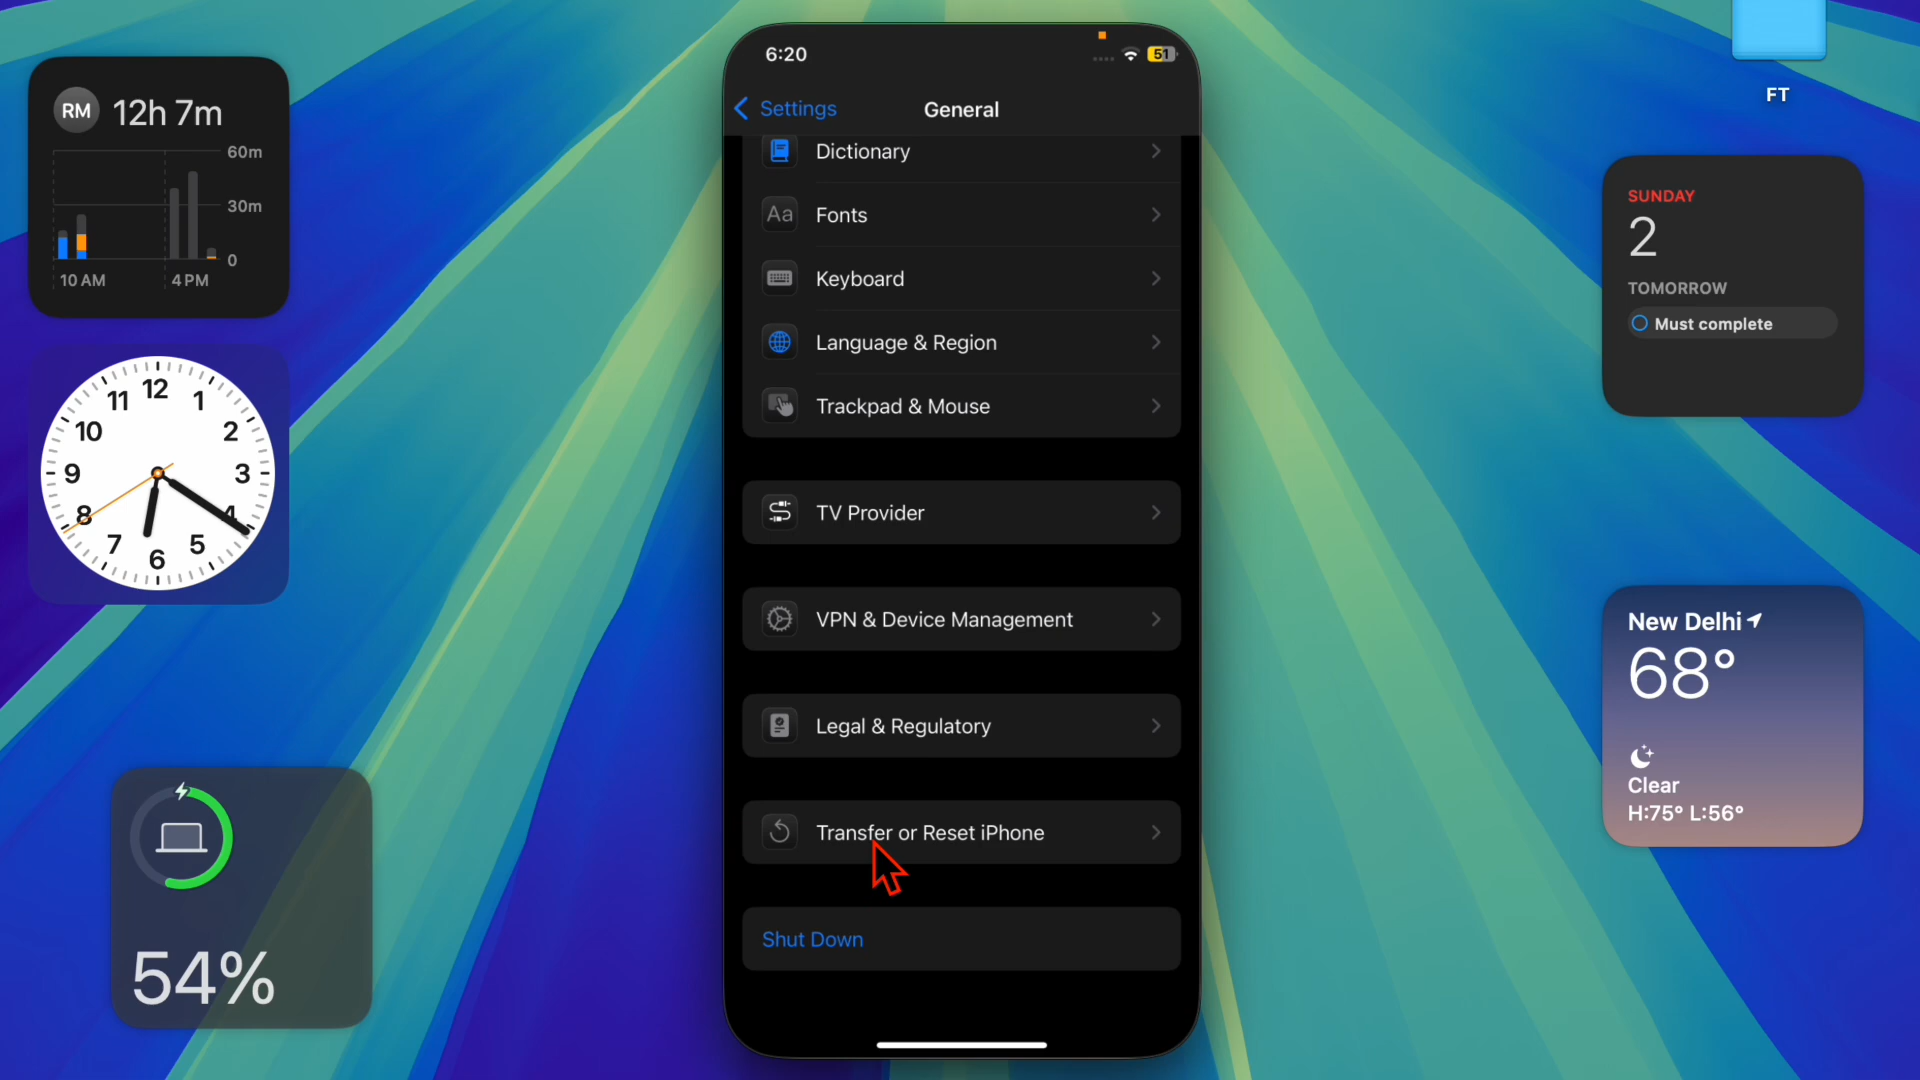 RM 12h 7m
60m
30m
0
10 AM 4 PM
12
11 1
10 2
9 3
8 4
7 5
6
54%
6:20
51
Settings General
Dictionary
Aa Fonts
Keyboard
Language & Region
Trackpad & Mouse
TV Provider
VPN & Device Management
Legal & Regulatory
Transfer or Reset iPhone
Shut Down
FT
SUNDAY
2
TOMORROW
Must complete
New Delhi
68°
Clear
H:75° L:56°